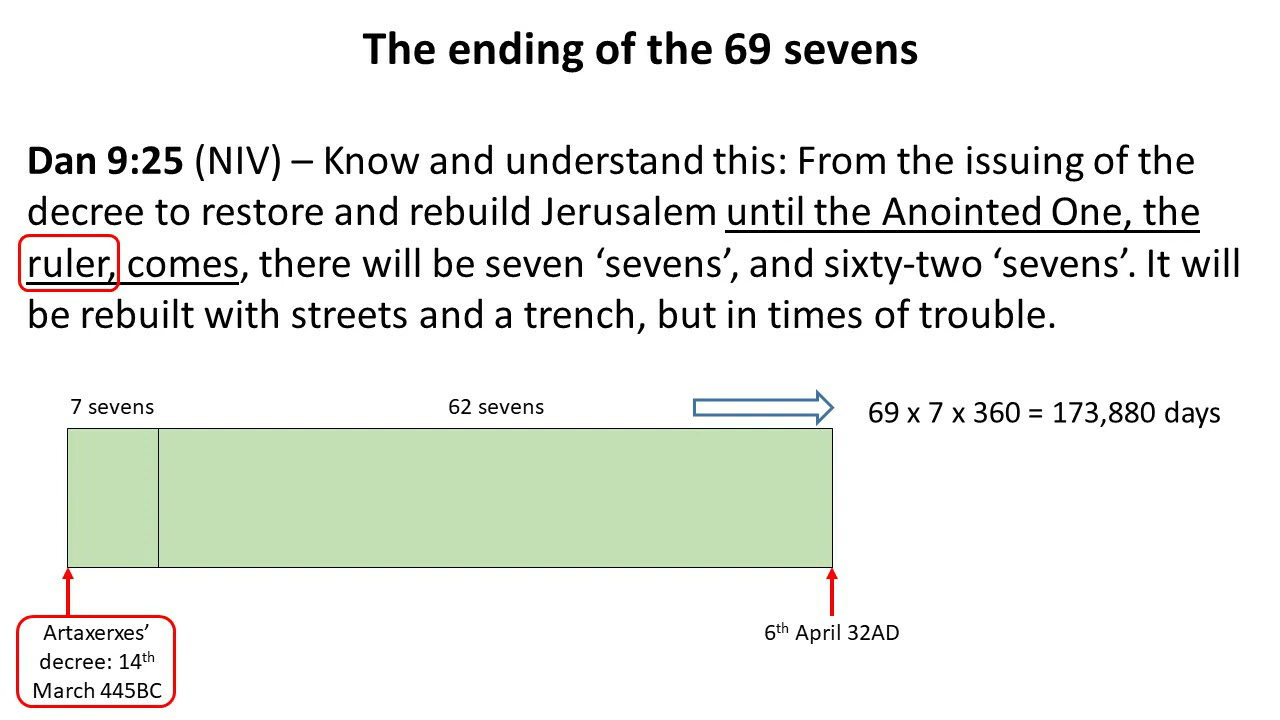 The ending of the 69 sevens
Dan 9:25 (NIV) – Know and understand this: From the issuing of the
decree to restore and rebuild Jerusalem until the Anointed One, the
ruler, comes, there will be seven ‘sevens’, and sixty-two ‘sevens’. It will
be rebuilt with streets and a trench, but in times of trouble.
7 sevens
62 sevens
69 x 7 x 360 = 173,880 days
Artaxerxes’
decree: 14th
March 445BC
6th April 32AD